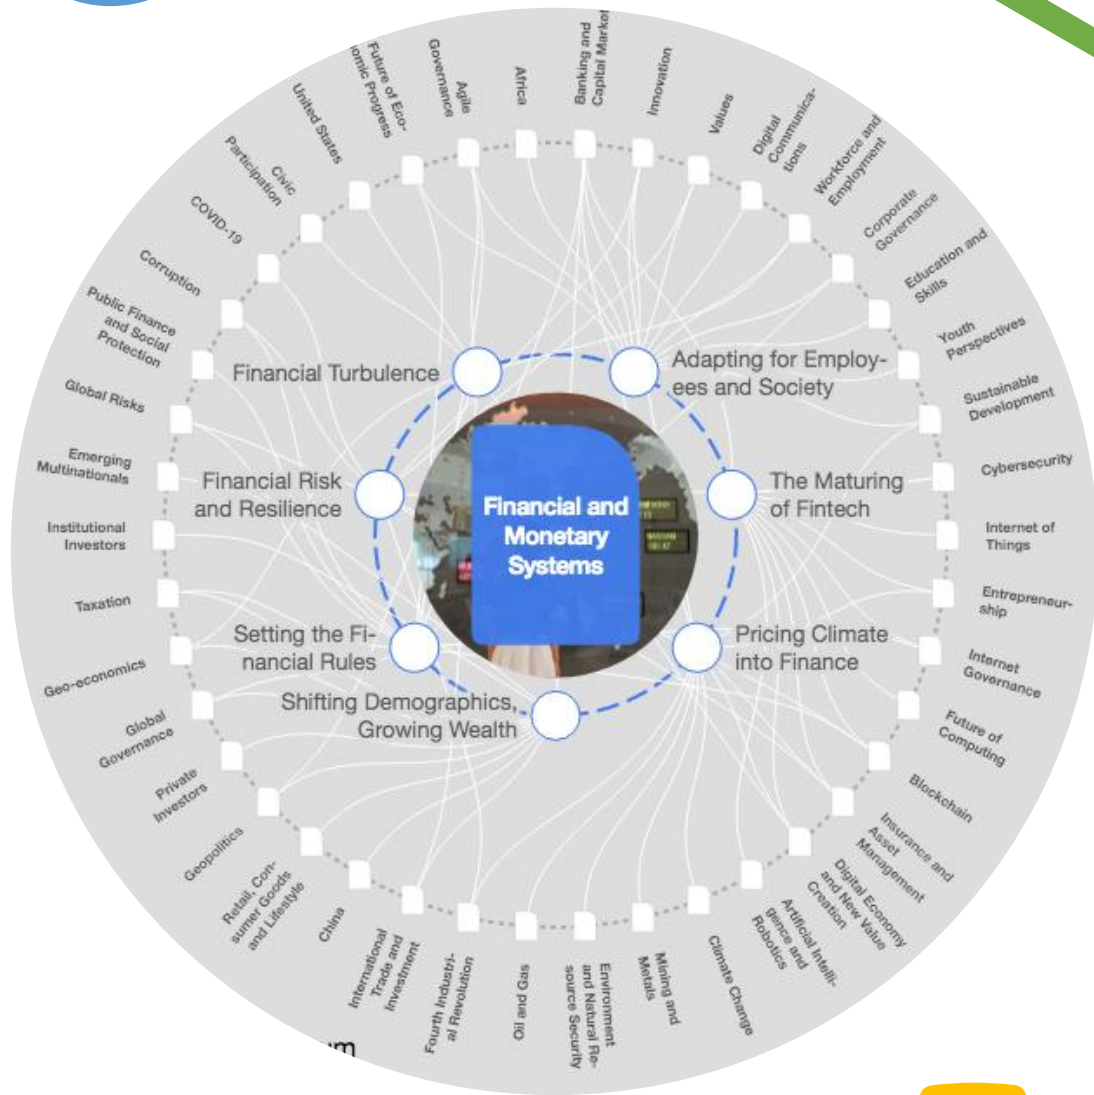 Financial and
Monetary
Systems
Financial Turbulence
Adapting for Employ-
ees and Society
The Maturing
of Fintech
Pricing Climate
into Finance
Shifting Demographics,
Growing Wealth
Setting the Fi-
nancial Rules
Financial Risk
and Resilience
Banking and
Capital Market
Innovation
Values
Digital
Communica-
tions
Workforce and
Employment
Corporate
Governance
Education and
Skills
Youth
Perspectives
Sustainable
Development
Cybersecurity
Internet of
Things
Entrepreneur-
ship
Internet
Governance
Future of
Computing
Blockchain
Insurance and
Asset
Management
Digital Economy
and New Value
Creation
Artificial Intelli-
gence and
Robotics
Climate Change
Mining and
Metals
Environment
and Natural Re-
source Security
Oil and Gas
Fourth Industri-
al Revolution
International
Trade and
Investment
China
Retail, Con-
sumer Goods
and Lifestyle
Geopolitics
Private
Investors
Global
Governance
Geo-economics
Taxation
Institutional
Investors
Emerging
Multinationals
Global Risks
Public Finance
and Social
Protection
Corruption
COVID-19
Civic
Participation
United States
Future of Eco-
omic Progress
Agile
Governance
Africa
um